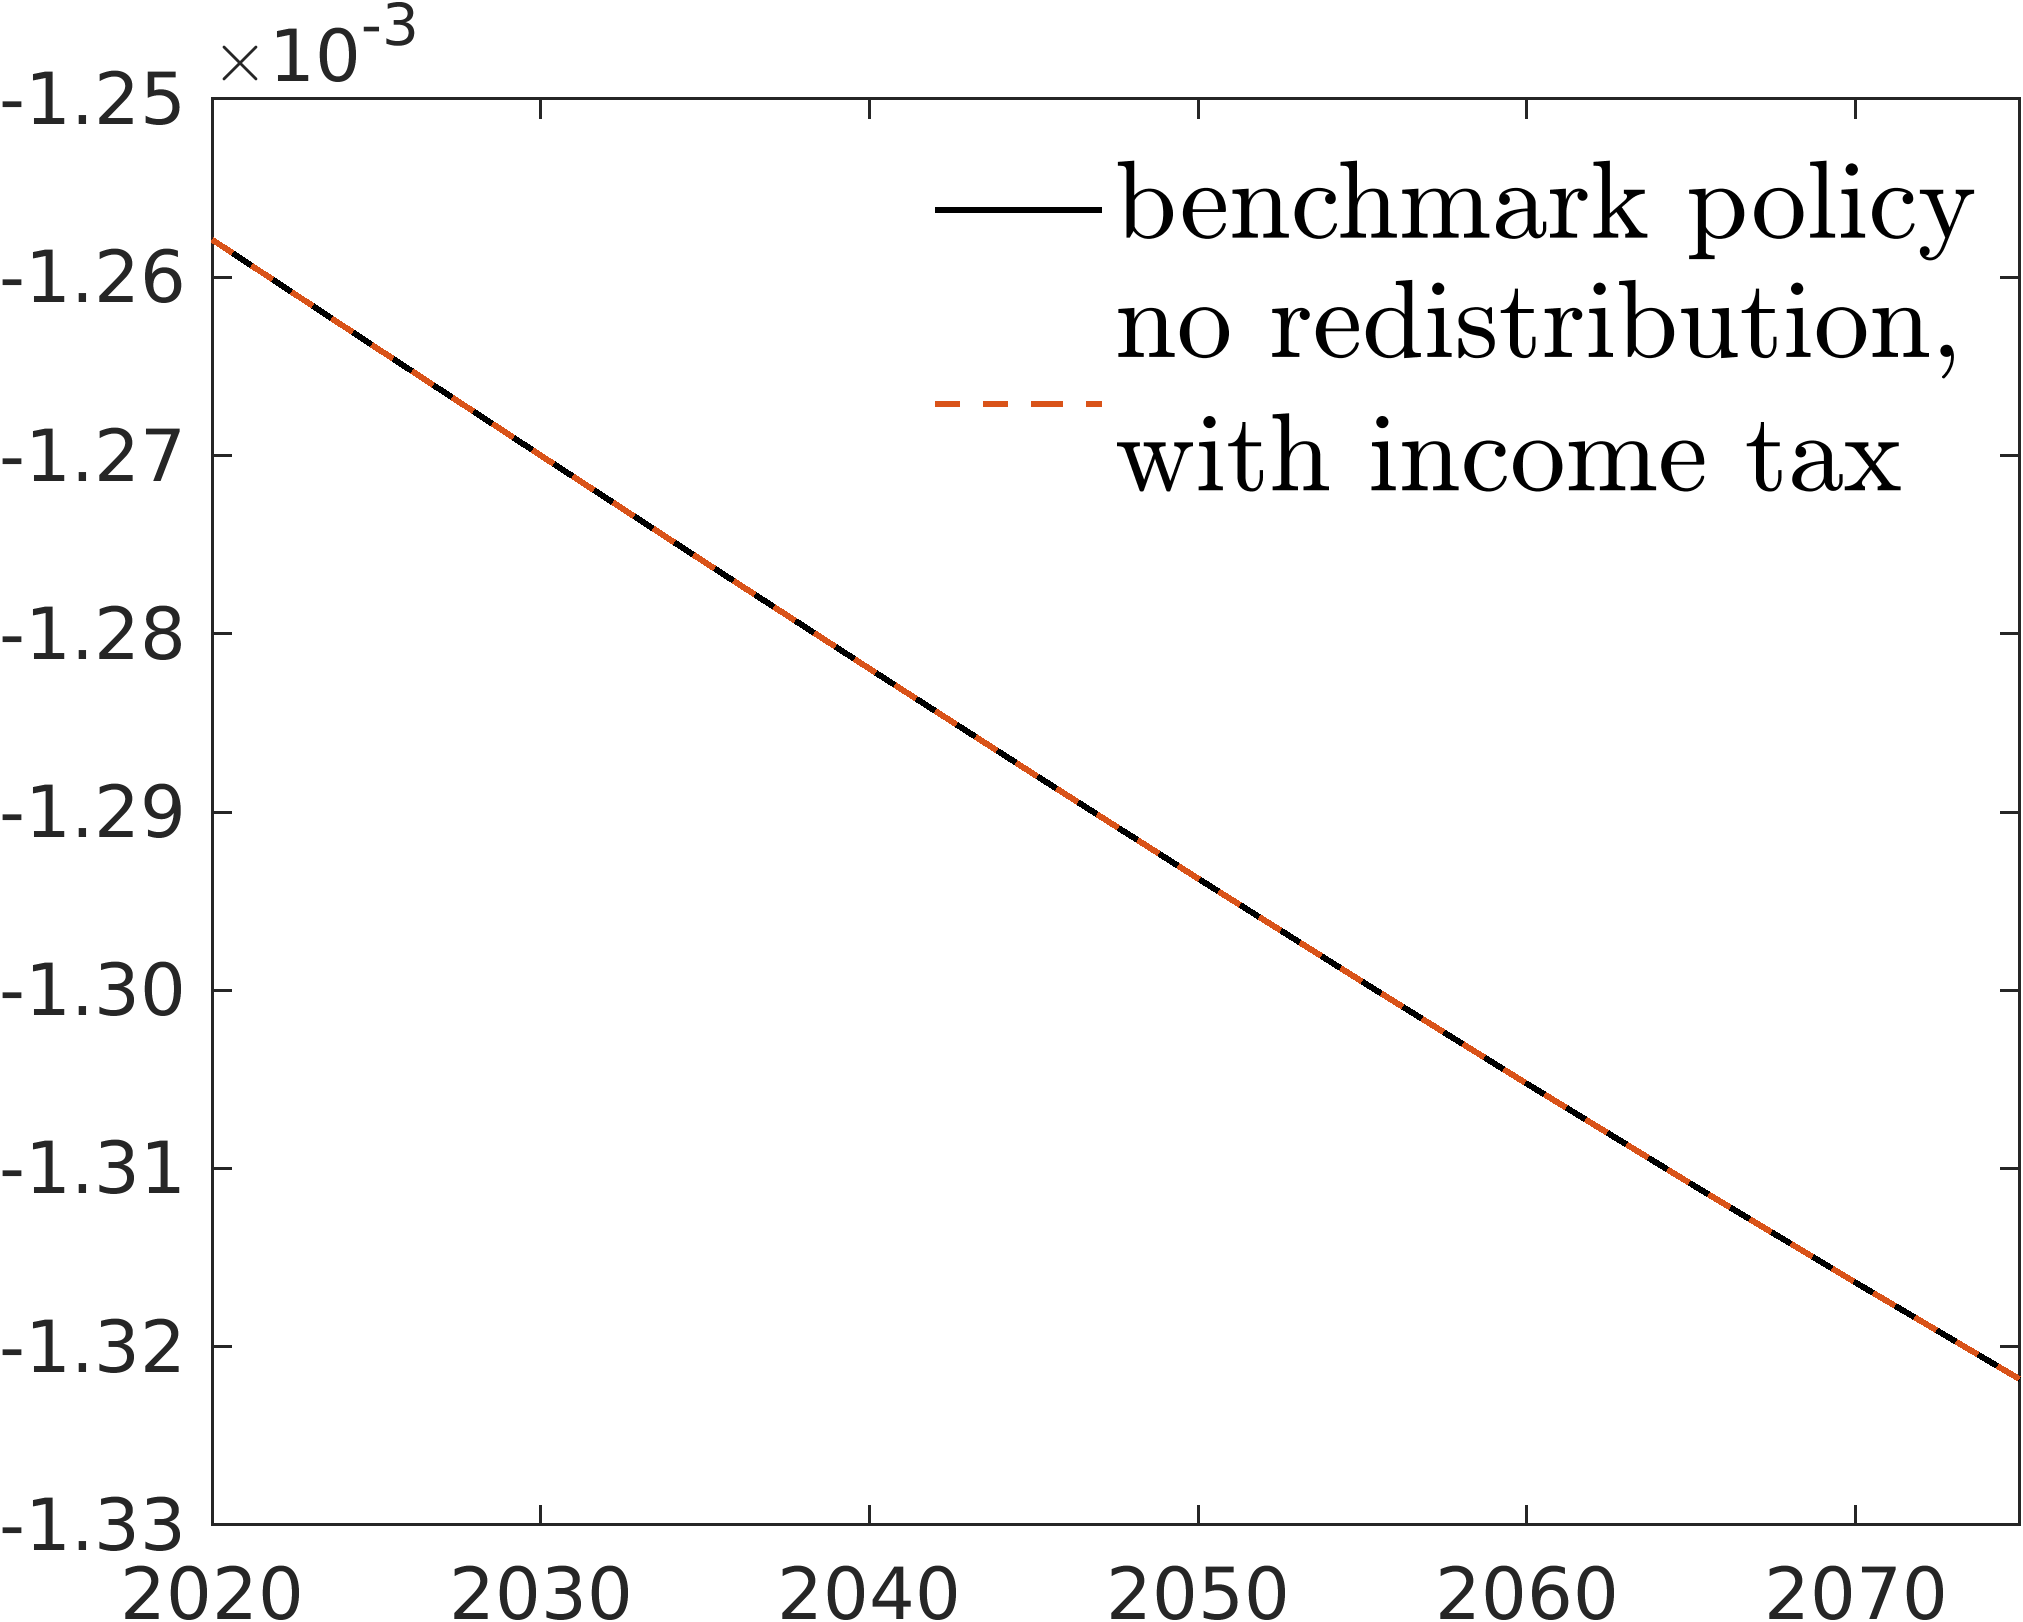 ×10-3
-1.25
-1.26
-1.27
-1.28
-1.29
-1.30
-1.31
-1.32
-1.33
benchmark policy
no redistribution,
with income tax
2020 2030 2040 2050 2060 2070